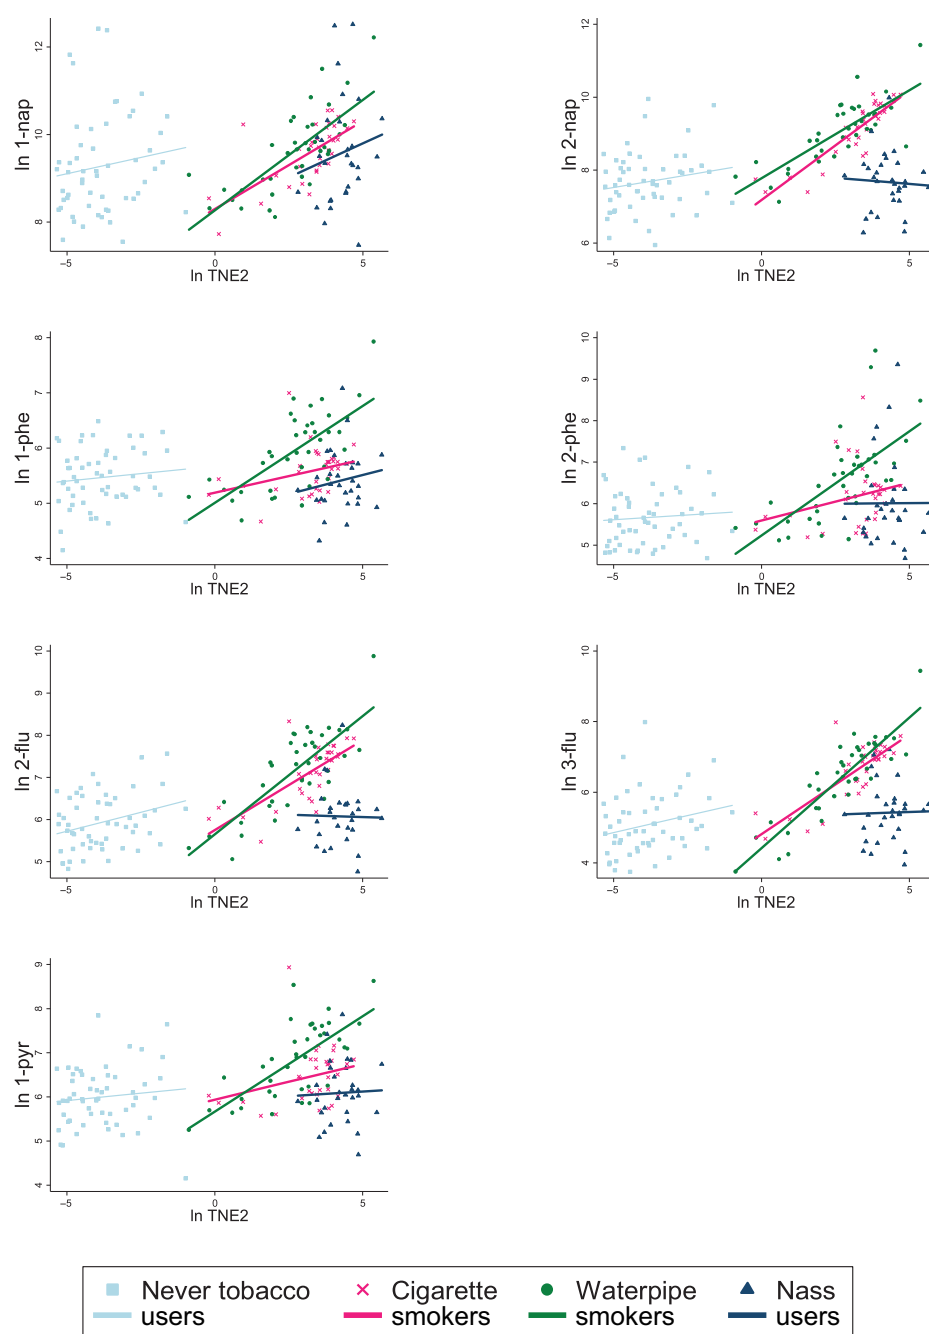 12
10
8
ln 1-nap
–5 0 5
ln TNE2
12
10
8
6
ln 2-nap
–5 0 5
ln TNE2
8
7
6
5
4
ln 1-phe
–5 0 5
ln TNE2
10
9
8
7
6
5
ln 2-phe
–5 0 5
ln TNE2
10
9
8
7
6
5
ln 2-flu
–5 0 5
ln TNE2
10
8
6
4
ln 3-flu
–5 0 5
ln TNE2
9
8
7
6
5
4
ln 1-pyr
–5 0 5
ln TNE2
Never tobacco Cigarette Waterpipe Nass
users smokers smokers users